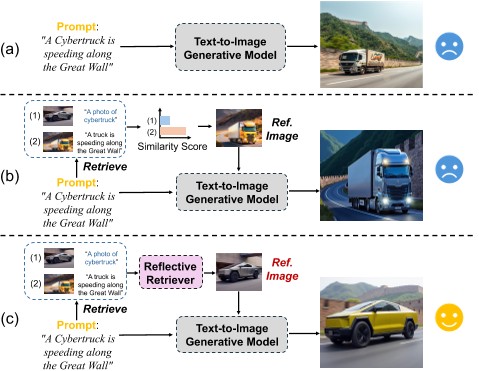 (a)
Prompt:
"A Cybertruck is
speeding along
the Great Wall"
Text-to-Image
Generative Model
(1)
"A photo of
cybertruck"
(2)
"A truck is
speeding along
the Great Wall"
Retrieve
(1)
(2)
Similarity Score
Ref.
Image
(b)
Prompt:
"A Cybertruck is
speeding along
the Great Wall"
Text-to-Image
Generative Model
(1)
"A photo of
cybertruck"
(2)
"A truck is
speeding along
the Great Wall"
Retrieve
Reflective
Retriever
Ref.
Image
(c)
Prompt:
"A Cybertruck is
speeding along
the Great Wall"
Text-to-Image
Generative Model